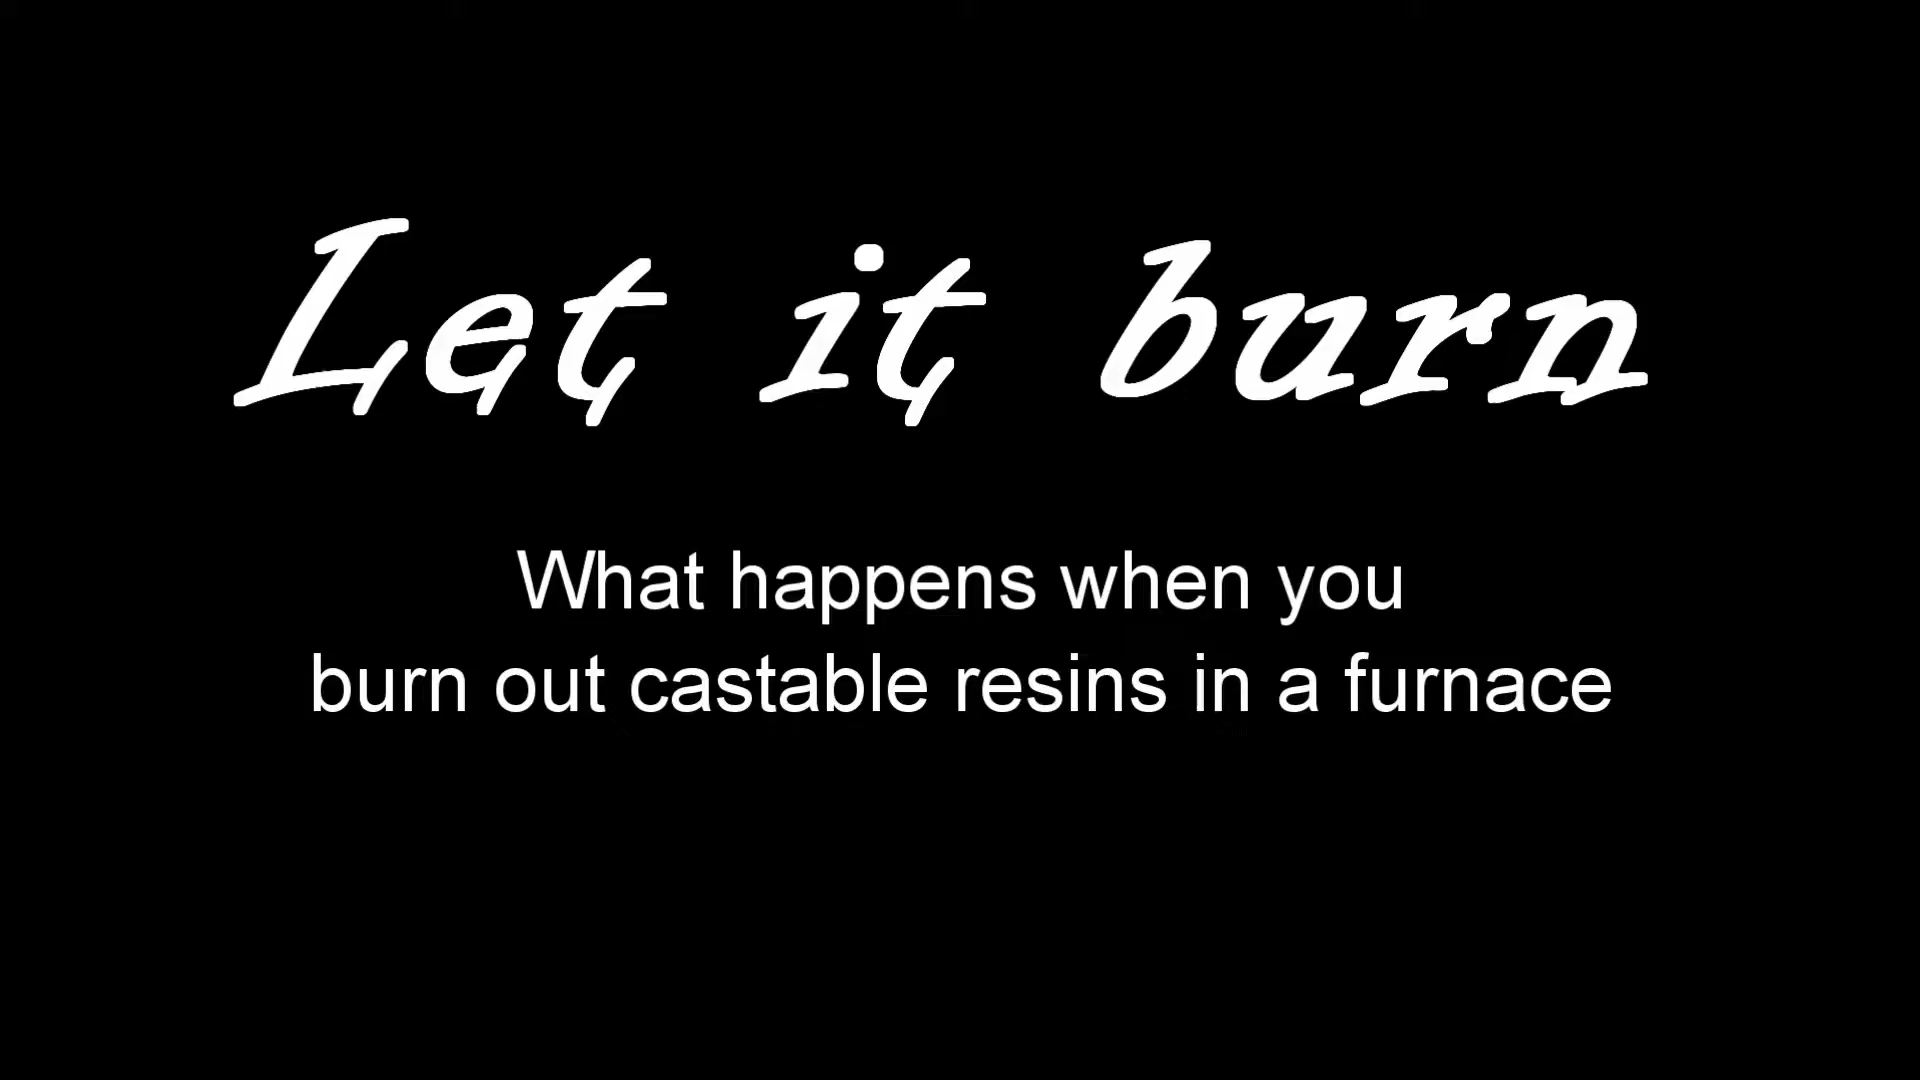 Let it burn
What happens when you
burn out castable resins in a furnace